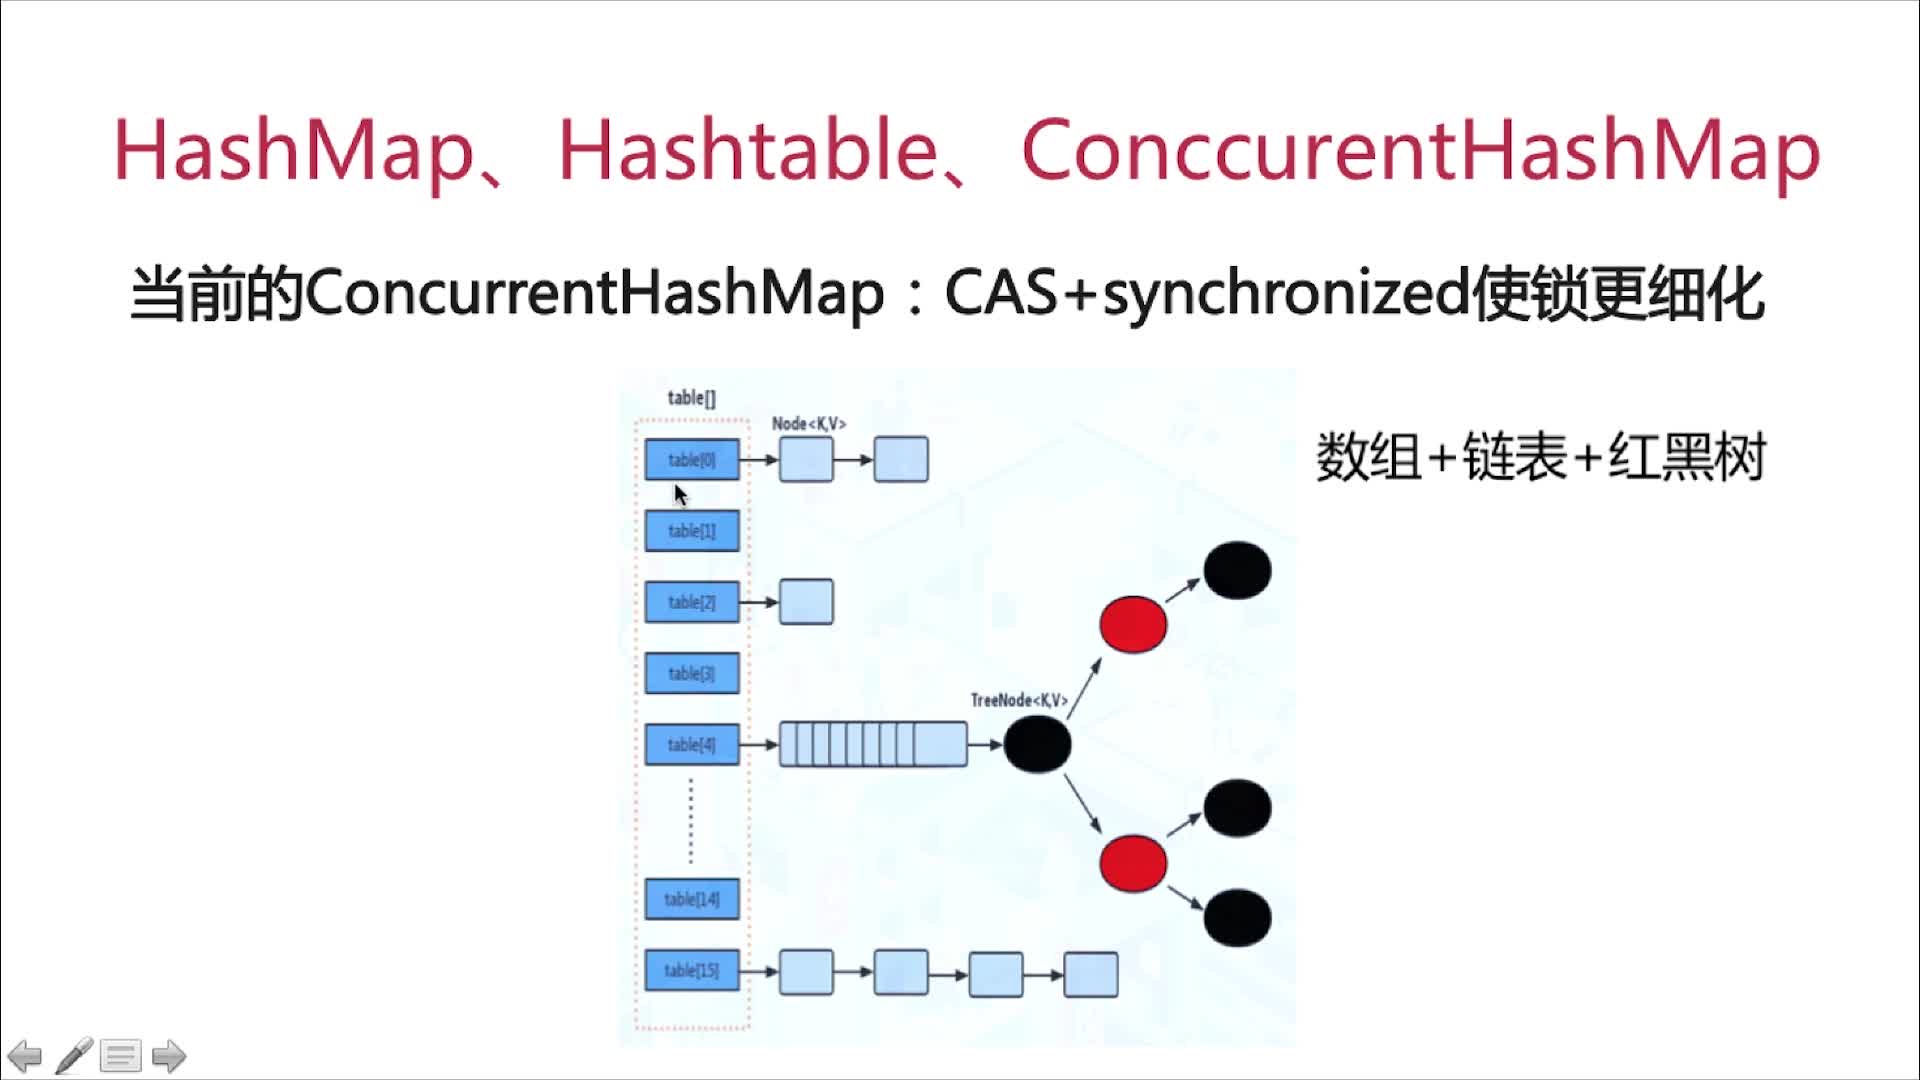 HashMap、Hashtable、ConccurentHashMap
当前的ConcurrentHashMap：CAS+synchronized使锁更细化
数组+链表+红黑树
table[]
Node<K,V>
table[0]
table[1]
table[2]
table[3]
TreeNode<K,V>
table[4]
table[14]
table[15]